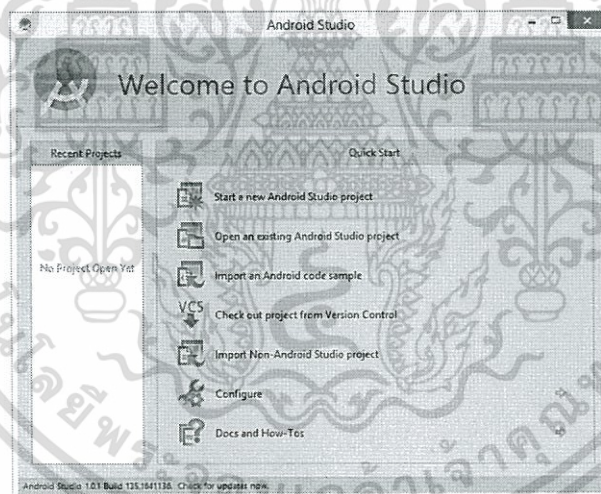 Android Studio
Welcome to Android Studio
Recent Projects
Quick Start
Start a new Android Studio project
Open an existing Android Studio project
No Project Open Yet
Import an Android code sample
VCS
Check out project from Version Control
Import Non-Android Studio project
Configure
Docs and How-Tos
Android Studio 1.0.1 Build 135.1641136. Check for updates now.